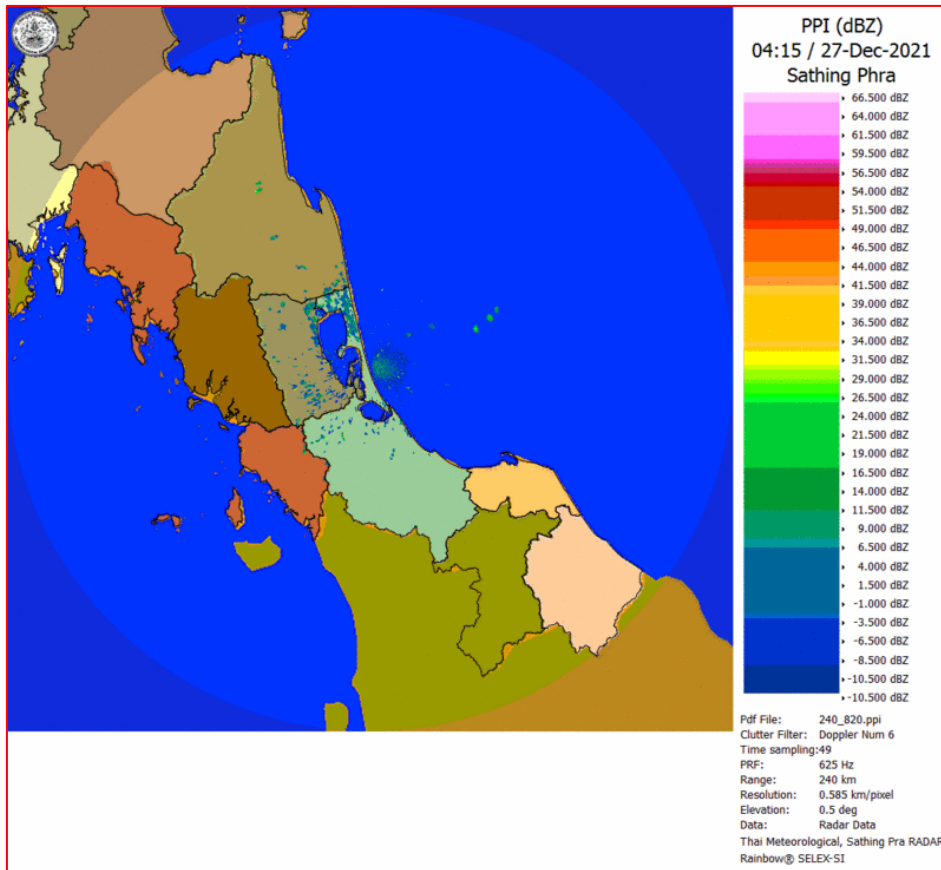 PPI (dBZ)
04:15 / 27-Dec-2021
Sathing Phra
66.500 dBZ
64.000 dBZ
61.500 dBZ
59.500 dBZ
56.500 dBZ
54.000 dBZ
51.500 dBZ
49.000 dBZ
46.500 dBZ
44.000 dBZ
41.500 dBZ
39.000 dBZ
36.500 dBZ
34.000 dBZ
31.500 dBZ
29.000 dBZ
26.500 dBZ
24.000 dBZ
21.500 dBZ
19.000 dBZ
16.500 dBZ
14.000 dBZ
11.500 dBZ
9.000 dBZ
6.500 dBZ
4.000 dBZ
1.500 dBZ
-1.000 dBZ
-3.500 dBZ
-6.500 dBZ
-8.500 dBZ
-10.500 dBZ
-10.500 dBZ
Pdf File: 240_820.ppi
Clutter Filter: Doppler Num 6
Time sampling:49
PRF: 625 Hz
Range: 240 km
Resolution: 0.585 km/pixel
Elevation: 0.5 deg
Data: Radar Data
Thai Meteorological, Sathing Pra RADAR
Rainbow® SELEX-SI